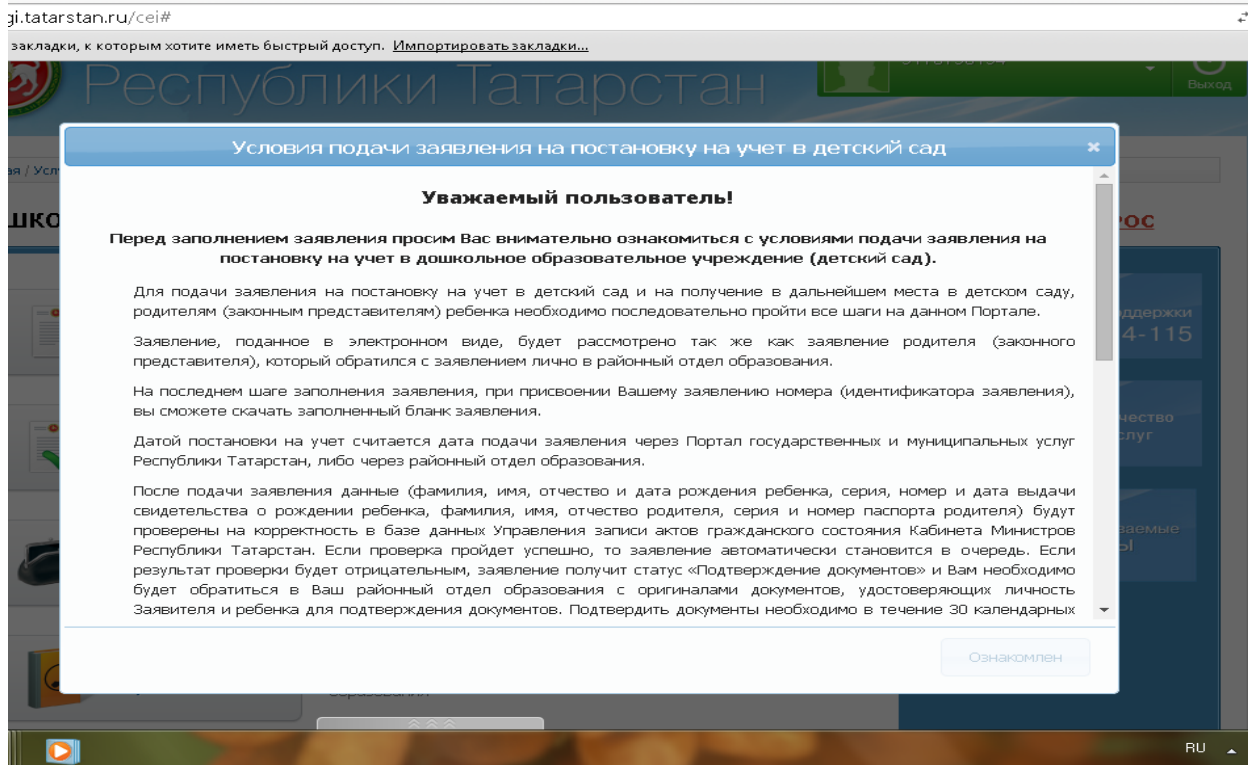 gi.tatarstan.ru/cei#
закладки, к которым хотите иметь быстрый доступ. Импортировать закладки...
Республики Татарстан
Выход
Условия подачи заявления на постановку на учет в детский сад
ая / Усл
Уважаемый пользователь!
шко
РОС
Перед заполнением заявления просим Вас внимательно ознакомиться с условиями подачи заявления на
постановку на учет в дошкольное образовательное учреждение (детский сад).
Для подачи заявления на постановку на учет в детский сад и на получение в дальнейшем места в детском саду,
родителям (законным представителям) ребенка необходимо последовательно пройти все шаги на данном Портале.
ддержки
4-115
Заявление, поданное в электронном виде, будет рассмотрено так же как заявление родителя (законного
представителя), который обратился с заявлением лично в районный отдел образования.
На последнем шаге заполнения заявления, при присвоении Вашему заявлению номера (идентификатора заявления),
вы сможете скачать заполненный бланк заявления.
чество
слуг
Датой постановки на учет считается дата подачи заявления через Портал государственных и муниципальных услуг
Республики Татарстан, либо через районный отдел образования.
После подачи заявления данные (фамилия, имя, отчество и дата рождения ребенка, серия, номер и дата выдачи
свидетельства о рождении ребенка, фамилия, имя, отчество родителя, серия и номер паспорта родителя) будут
проверены на корректность в базе данных Управления записи актов гражданского состояния Кабинета Министров
Республики Татарстан. Если проверка пройдет успешно, то заявление автоматически становится в очередь. Если
результат проверки будет отрицательным, заявление получит статус «Подтверждение документов» и Вам необходимо
будет обратиться в Ваш районный отдел образования с оригиналами документов, удостоверяющих личность
Заявителя и ребенка для подтверждения документов. Подтвердить документы необходимо в течение 30 календарных
ваемые
Ы
Ознакомлен
RU